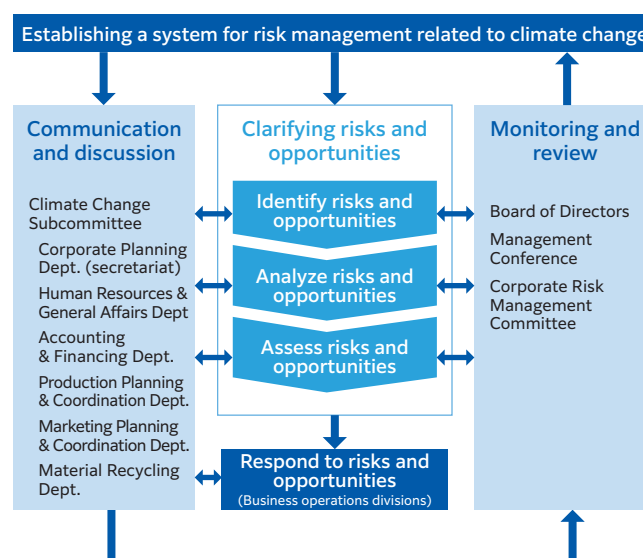 Establishing a system for risk management related to climate change
Communication
and discussion
Climate Change
Subcommittee
Corporate Planning
Dept. (secretariat)
Human Resources &
General Affairs Dept
Accounting
& Financing Dept.
Production Planning
& Coordination Dept.
Marketing Planning
& Coordination Dept.
Material Recycling
Dept.
Clarifying risks and
opportunities
Identify risks and
opportunities
Analyze risks and
opportunities
Assess risks and
opportunities
Respond to risks and
opportunities
(Business operations divisions)
Monitoring and
review
Board of Directors
Management
Conference
Corporate Risk
Management
Committee